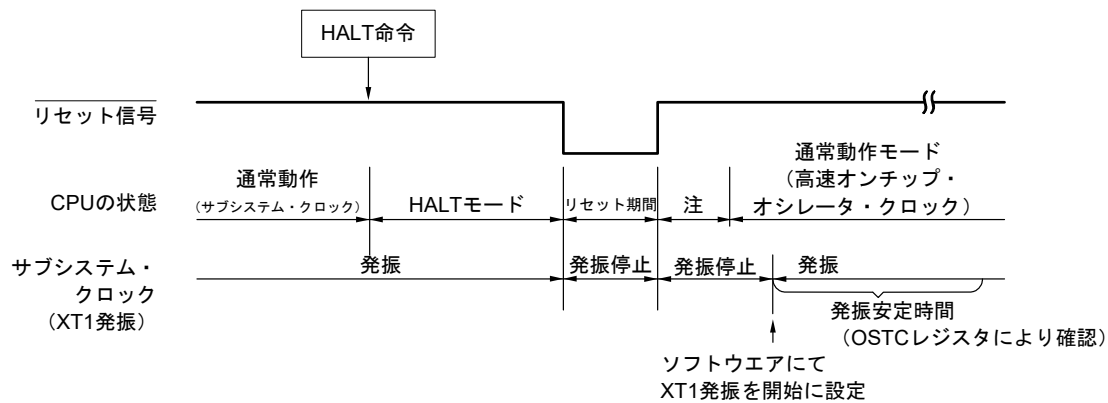 HALT命令
リセット信号
CPUの状態
通常動作
（サブシステム・クロック）
HALTモード
リセット期間
注
通常動作モード
（高速オンチップ・
オシレータ・クロック）
サブシステム・
クロック
（XT1発振）
発振
発振停止
発振停止
発振
発振安定時間
（OSTCレジスタにより確認）
ソフトウエアにて
XT1発振を開始に設定